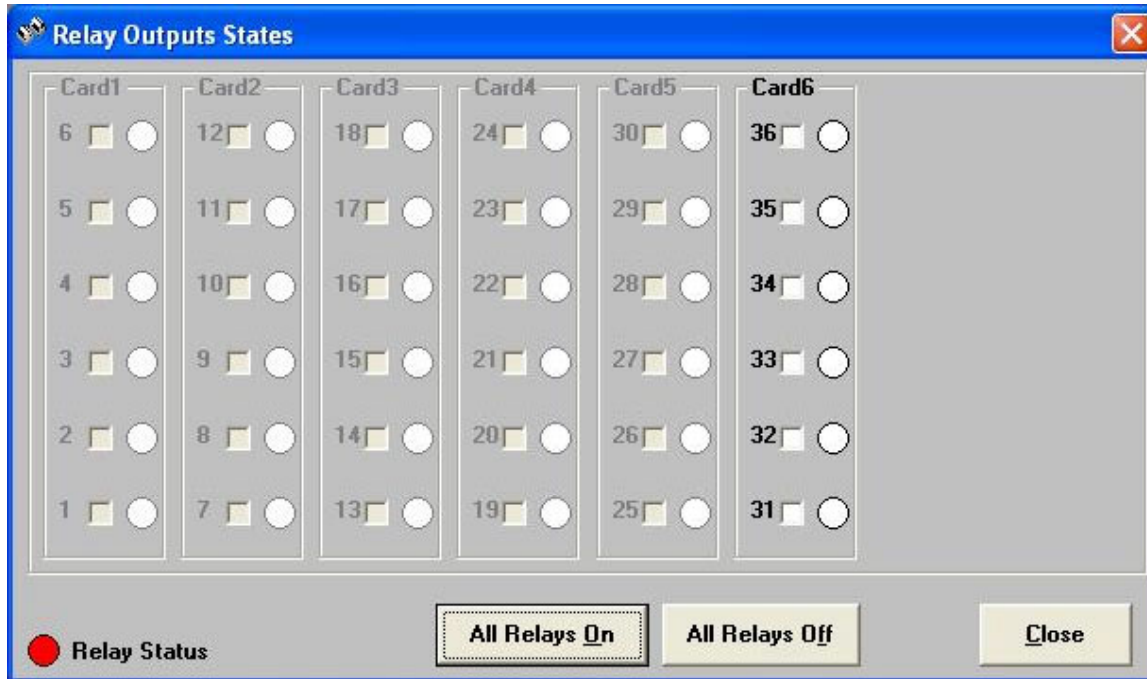 Relay Outputs States
Card1 Card2 Card3 Card4 Card5 Card6
6 12 18 24 30 36
5 11 17 23 29 35
4 10 16 22 28 34
3 9 15 21 27 33
2 8 14 20 26 32
1 7 13 19 25 31
Relay Status All Relays On All Relays Off Close